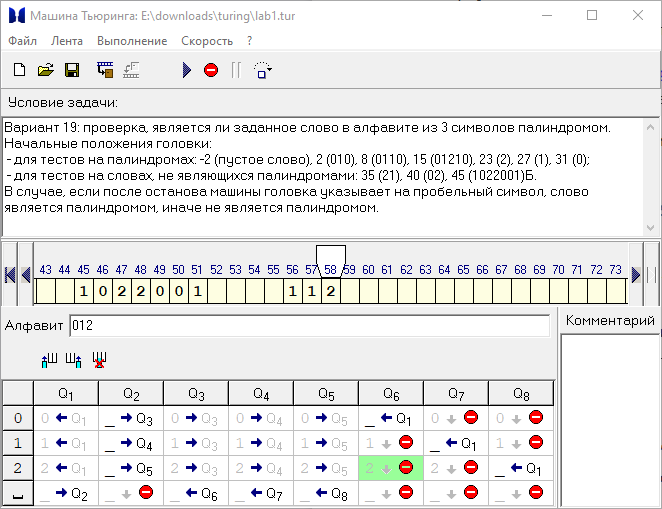 Машина Тьюринга: E:\downloads\turing\lab1.tur
Файл Лента Выполнение Скорость ?
Условие задачи:
Вариант 19: проверка, является ли заданное слово в алфавите из 3 символов палиндромом.
Начальные положения головки:
- для тестов на палиндромах: -2 (пустое слово), 2 (010), 8 (0110), 15 (01210), 23 (2), 27 (1), 31 (0);
- для тестов на словах, не являющихся палиндромами: 35 (21), 40 (02), 45 (1022001)Б.
В случае, если после останова машины головка указывает на пробельный символ, слово
является палиндромом, иначе не является палиндромом.
43 44 45 46 47 48 49 50 51 52 53 54 55 56 57 58 59 60 61 62 63 64 65 66 67 68 69 70 71 72 73
1 0 2 2 0 0 1 1 1 2
Алфавит 012
Комментарий
Q1 Q2 Q3 Q4 Q5 Q6 Q7 Q8
0 0 ← Q1 _ → Q3 0 → Q3 0 → Q4 0 → Q5 _ ← Q1 0 ↓ 0 ↓
1 1 ← Q1 _ → Q4 1 → Q3 1 → Q4 1 → Q5 1 ↓ _ ← Q1 1 ↓
2 2 ← Q1 _ → Q5 2 → Q3 2 → Q4 2 → Q5 2 ↓ 2 ↓ _ ← Q1
_ → Q2 _ ↓ _ ← Q6 _ ← Q7 _ ← Q8 _ ↓ _ ↓ _ ↓